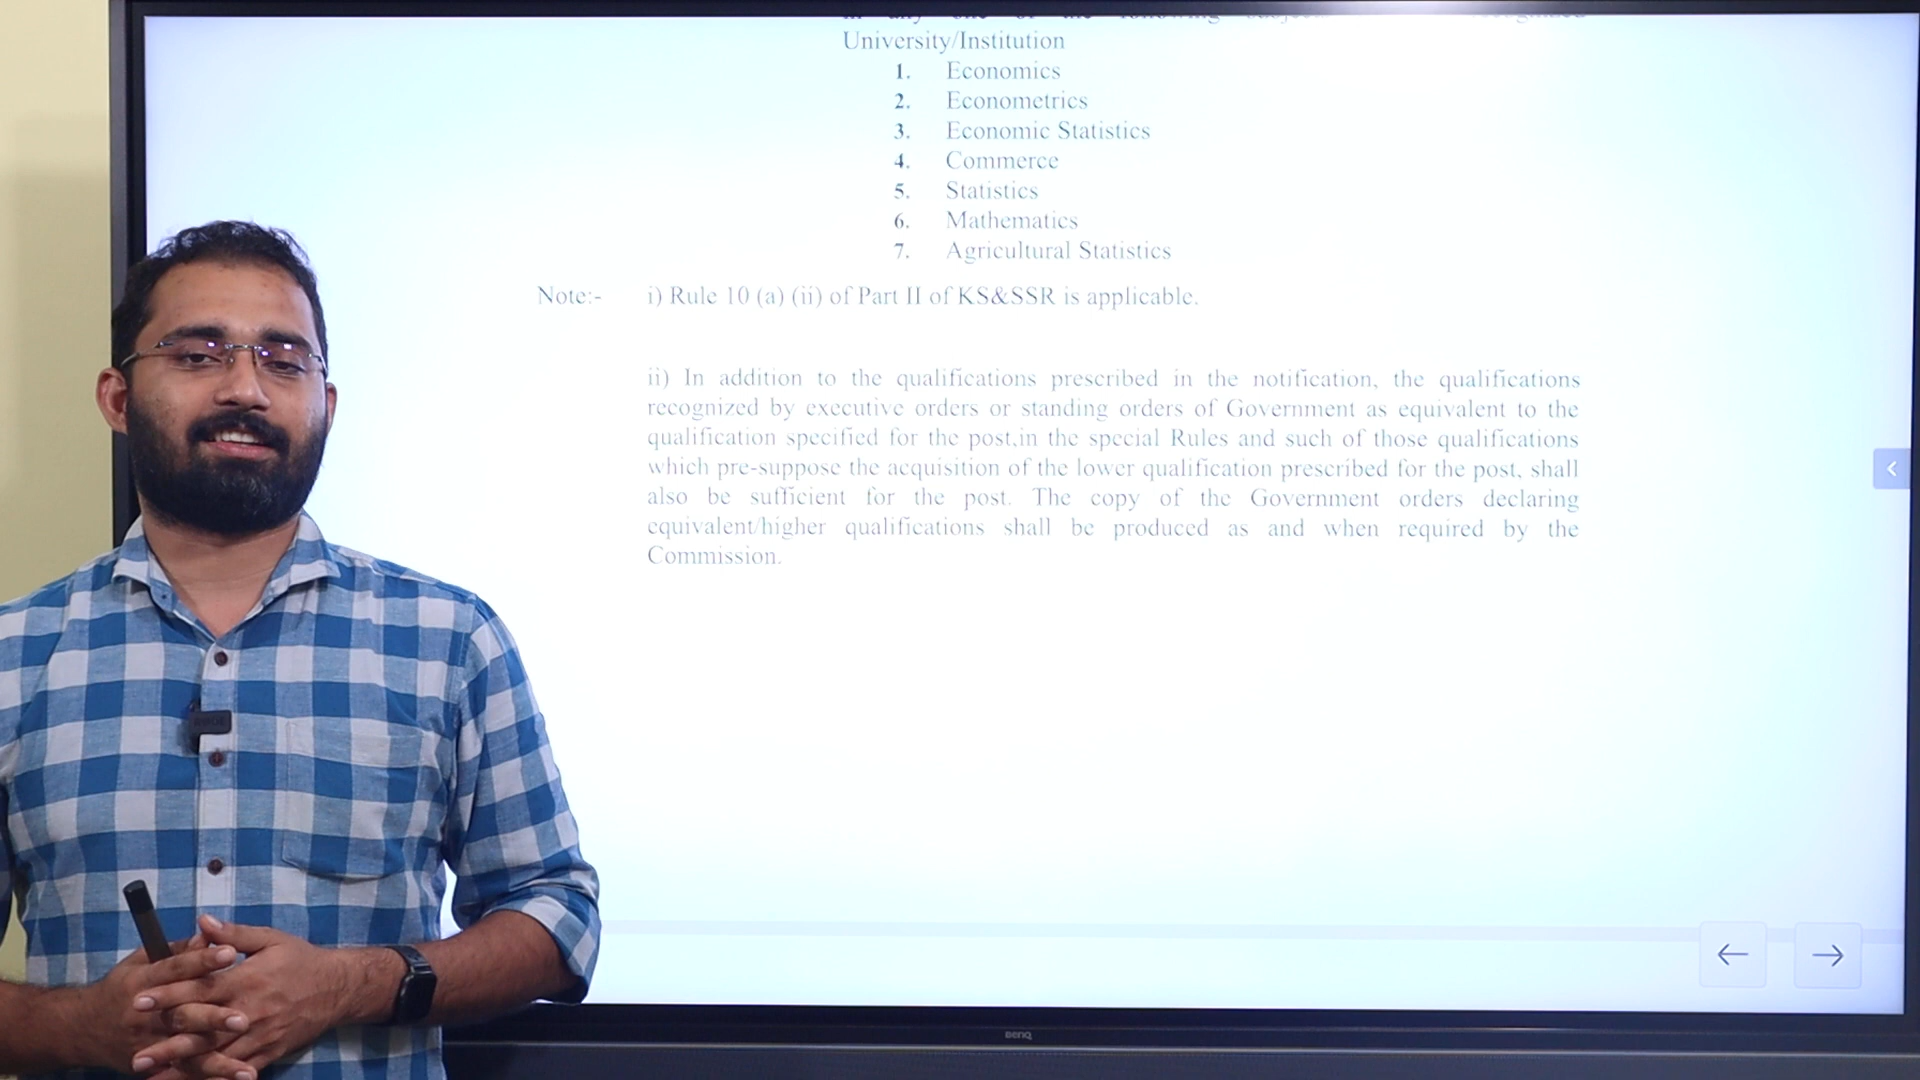 University/Institution
1. Economics
2. Econometrics
3. Economic Statistics
4. Commerce
5. Statistics
6. Mathematics
7. Agricultural Statistics
Note:- i) Rule 10 (a) (ii) of Part II of KS&SSR is applicable.
ii) In addition to the qualifications prescribed in the notification, the qualifications
recognized by executive orders or standing orders of Government as equivalent to the
qualification specified for the post,in the special Rules and such of those qualifications
which pre-suppose the acquisition of the lower qualification prescribed for the post, shall
also be sufficient for the post. The copy of the Government orders declaring
equivalent/higher qualifications shall be produced as and when required by the
Commission.
BenQ